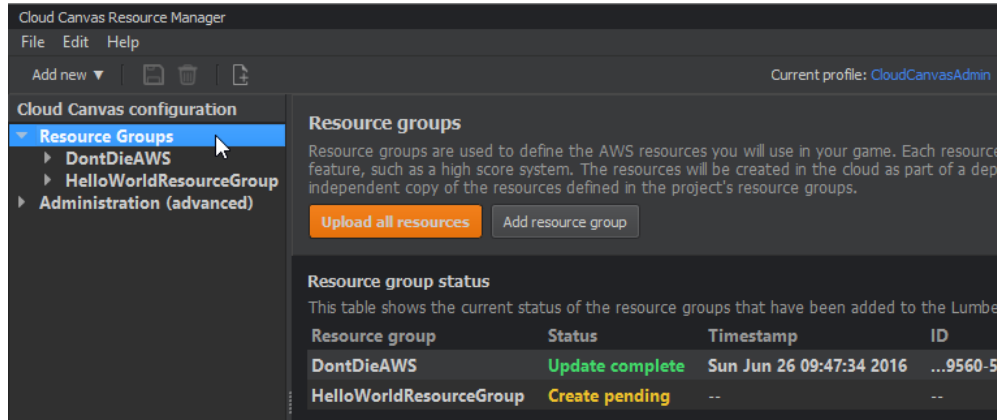 Cloud Canvas Resource Manager
File Edit Help
Add new ▼
Current profile: CloudCanvasAdmin
Cloud Canvas configuration
Resource Groups
DontDieAWS
HelloWorldResourceGroup
Administration (advanced)
Resource groups
Resource groups are used to define the AWS resources you will use in your game. Each resource
feature, such as a high score system. The resources will be created in the cloud as part of a dep
independent copy of the resources defined in the project's resource groups.
Upload all resources Add resource group
Resource group status
This table shows the current status of the resource groups that have been added to the Lumbe
Resource group Status Timestamp ID
DontDieAWS Update complete Sun Jun 26 09:47:34 2016 ...9560-5
HelloWorldResourceGroup Create pending -- --